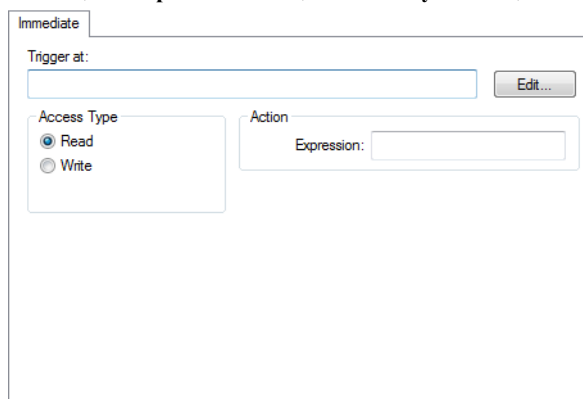 Immediate
Trigger at:
Edit...
Access Type
Read
Write
Action
Expression: